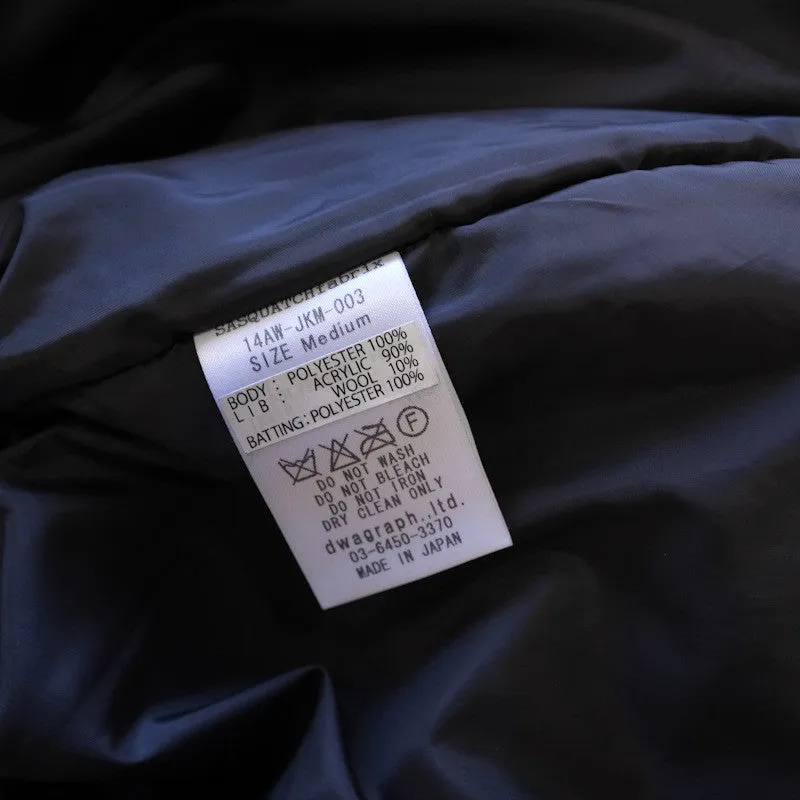 SASQUATCHfabrix
14AW-JKM-003
SIZE Medium
BODY : POLYESTER 100%
LIB : ACRYLIC 90%
WOOL 10%
BATTING:POLYESTER 100%
F
DO NOT WASH
DO NOT BLEACH
DO NOT IRON
DRY CLEAN ONLY
dwagraph.,ltd.
03-6450-3370
MADE IN JAPAN